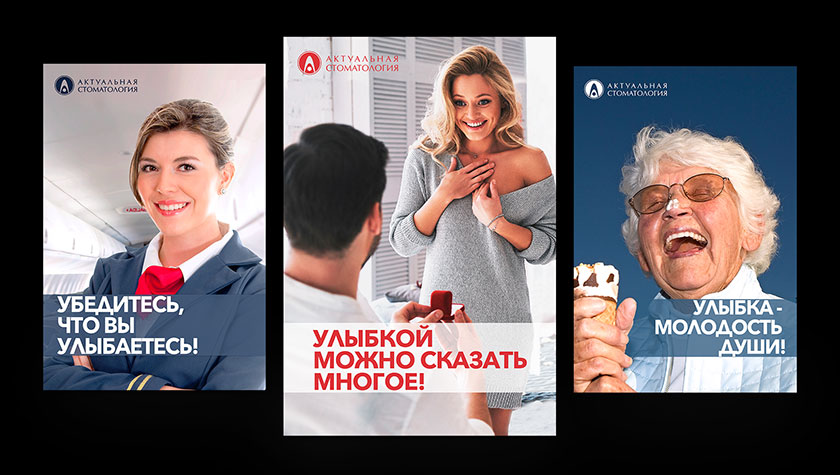 АКТУАЛЬНАЯ
СТОМАТОЛОГИЯ
УБЕДИТЕСЬ,
ЧТО ВЫ
УЛЫБАЕТЕСЬ!
АКТУАЛЬНАЯ
СТОМАТОЛОГИЯ
УЛЫБКОЙ
МОЖНО СКАЗАТЬ
МНОГОЕ!
АКТУАЛЬНАЯ
СТОМАТОЛОГИЯ
УЛЫБКА -
МОЛОДОСТЬ
ДУШИ!